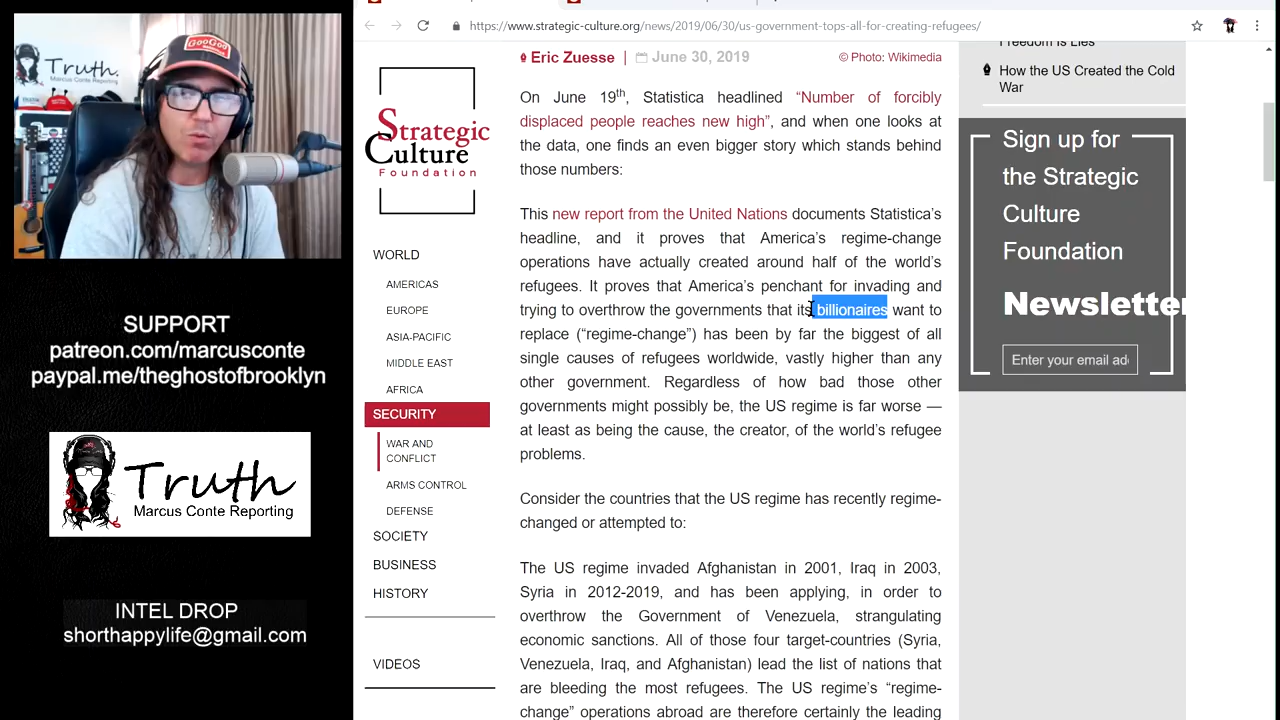 GOOGOO
Truth.
Marcus Conte Reporting
SUPPORT
patreon.com/marcusconte
paypal.me/theghostofbrooklyn
Truth
Marcus Conte Reporting
INTEL DROP
shorthappylife@gmail.com
https://www.strategic-culture.org/news/2019/06/30/us-government-tops-all-for-creating-refugees/
Strategic
Culture
FOUNDATION
WORLD
AMERICAS
EUROPE
ASIA-PACIFIC
MIDDLE EAST
AFRICA
SECURITY
WAR AND
CONFLICT
ARMS CONTROL
DEFENSE
SOCIETY
BUSINESS
HISTORY
VIDEOS
Eric Zuesse | June 30, 2019 © Photo: Wikimedia
On June 19th, Statistica headlined “Number of forcibly
displaced people reaches new high”, and when one looks at
the data, one finds an even bigger story which stands behind
those numbers:
This new report from the United Nations documents Statistica’s
headline, and it proves that America’s regime-change
operations have actually created around half of the world’s
refugees. It proves that America’s penchant for invading and
trying to overthrow the governments that its billionaires want to
replace (“regime-change”) has been by far the biggest of all
single causes of refugees worldwide, vastly higher than any
other government. Regardless of how bad those other
governments might possibly be, the US regime is far worse —
at least as being the cause, the creator, of the world’s refugee
problems.
Consider the countries that the US regime has recently regime-
changed or attempted to:
The US regime invaded Afghanistan in 2001, Iraq in 2003,
Syria in 2012-2019, and has been applying, in order to
overthrow the Government of Venezuela, strangulating
economic sanctions. All of those four target-countries (Syria,
Venezuela, Iraq, and Afghanistan) lead the list of nations that
are bleeding the most refugees. The US regime’s “regime-
change” operations abroad are therefore certainly the leading
Freedom Is Lies
How the US Created the Cold
War
Sign up for
the Strategic
Culture
Foundation
Newsletter
Enter your email ad